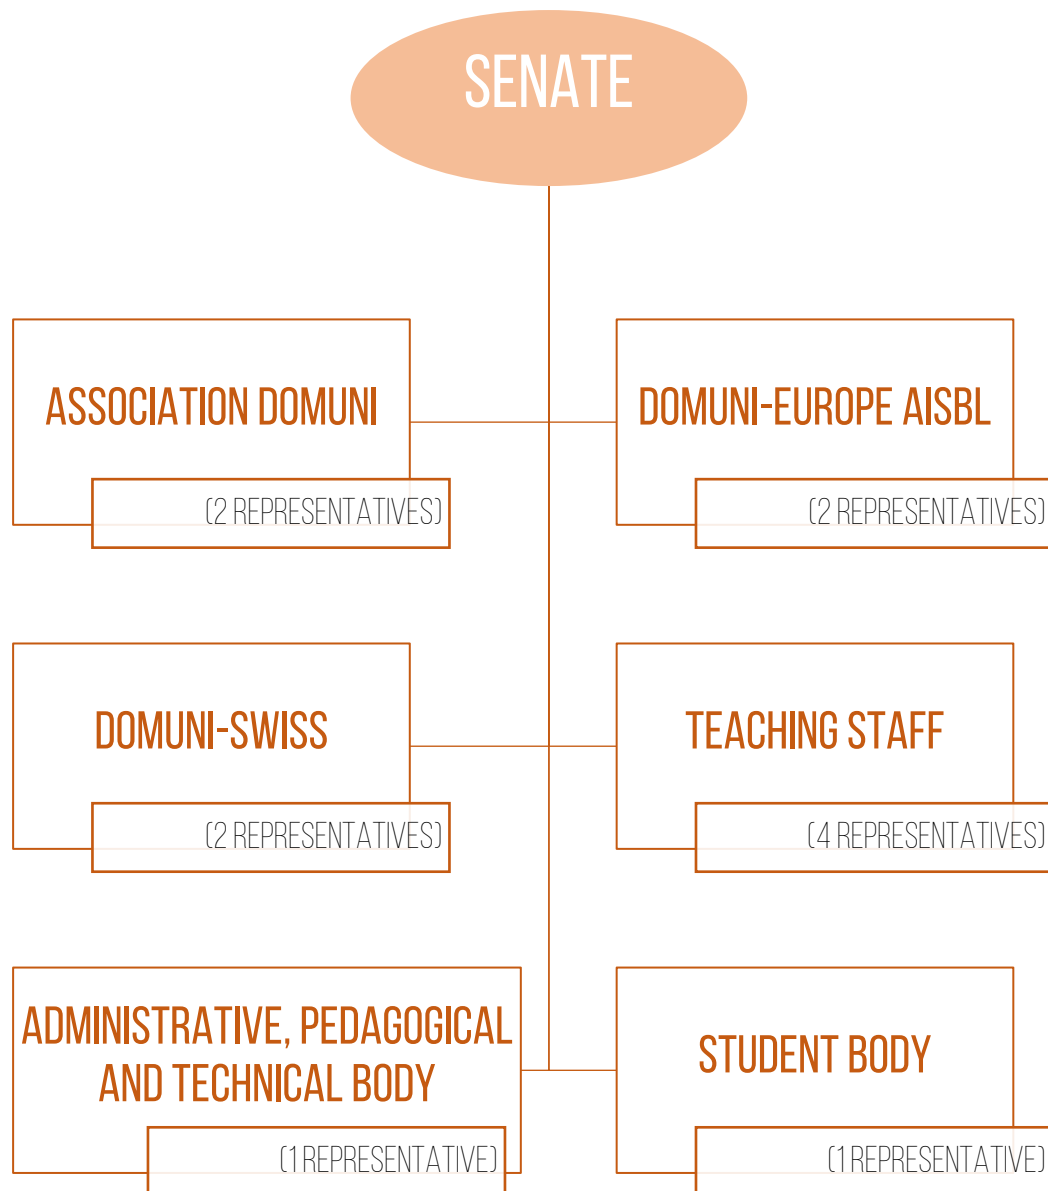 SENATE
ASSOCIATION DOMUNI
(2 REPRESENTATIVES)
DOMUNI-EUROPE AISBL
(2 REPRESENTATIVES)
DOMUNI-SWISS
(2 REPRESENTATIVES)
TEACHING STAFF
(4 REPRESENTATIVES)
ADMINISTRATIVE, PEDAGOGICAL
AND TECHNICAL BODY
(1 REPRESENTATIVE)
STUDENT BODY
(1 REPRESENTATIVE)